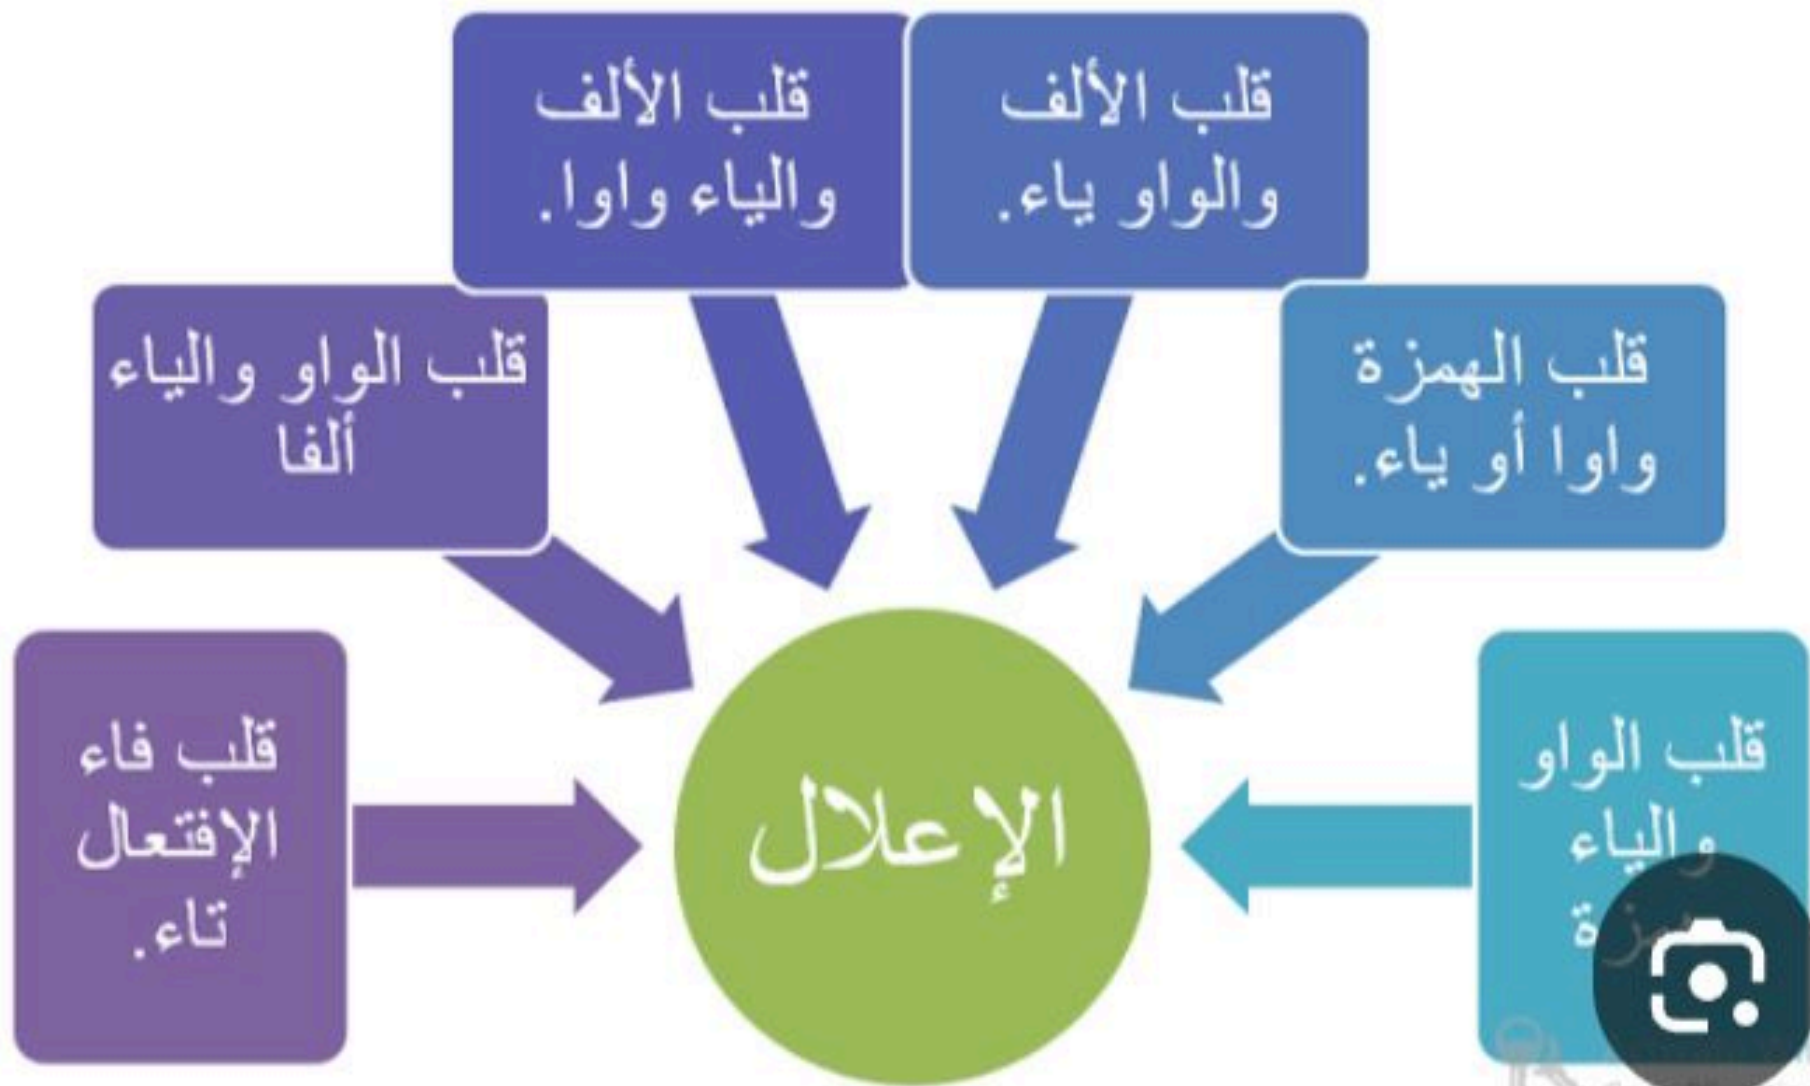 قلب الألف
والواو ياء.
قلب الألف
والياء واوا.
قلب الهمزة
واوا أو ياء.
قلب الواو والياء
ألفا
قلب الواو
والياء
قلب فاء
الإفتعال
تاء.
الإعلال